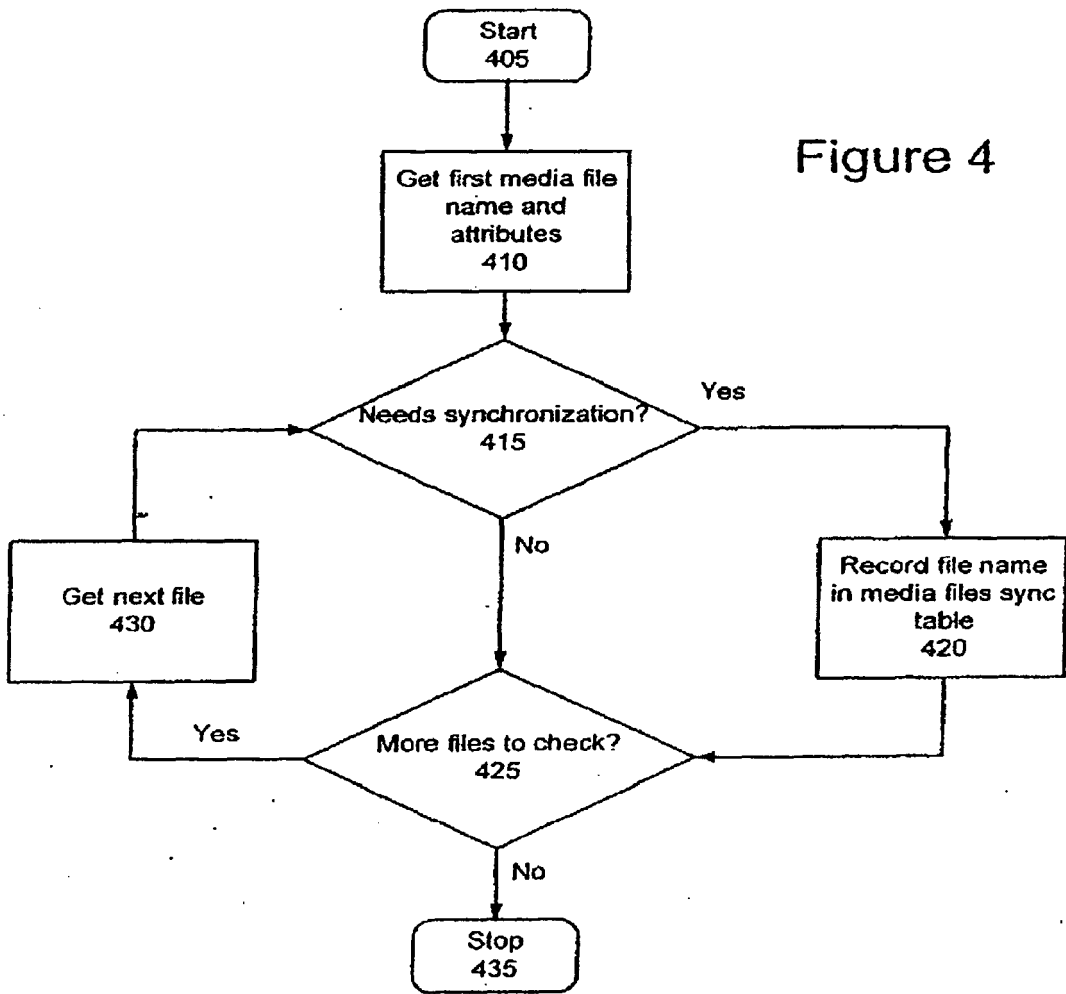 Start
405
Figure 4
Get first media file
name and
attributes
410
Needs synchronization?
415
Yes
No
Record file name
in media files sync
table
420
Get next file
430
Yes
More files to check?
425
No
Stop
435